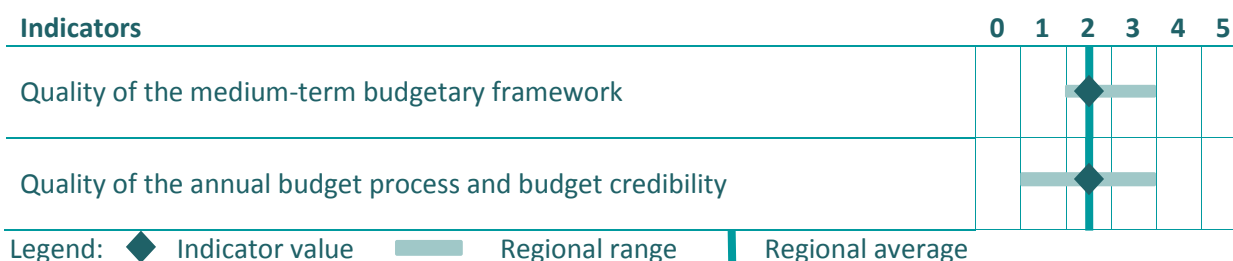 Indicators 0 1 2 3 4 5
Quality of the medium-term budgetary framework
Quality of the annual budget process and budget credibility
Legend: Indicator value Regional range Regional average